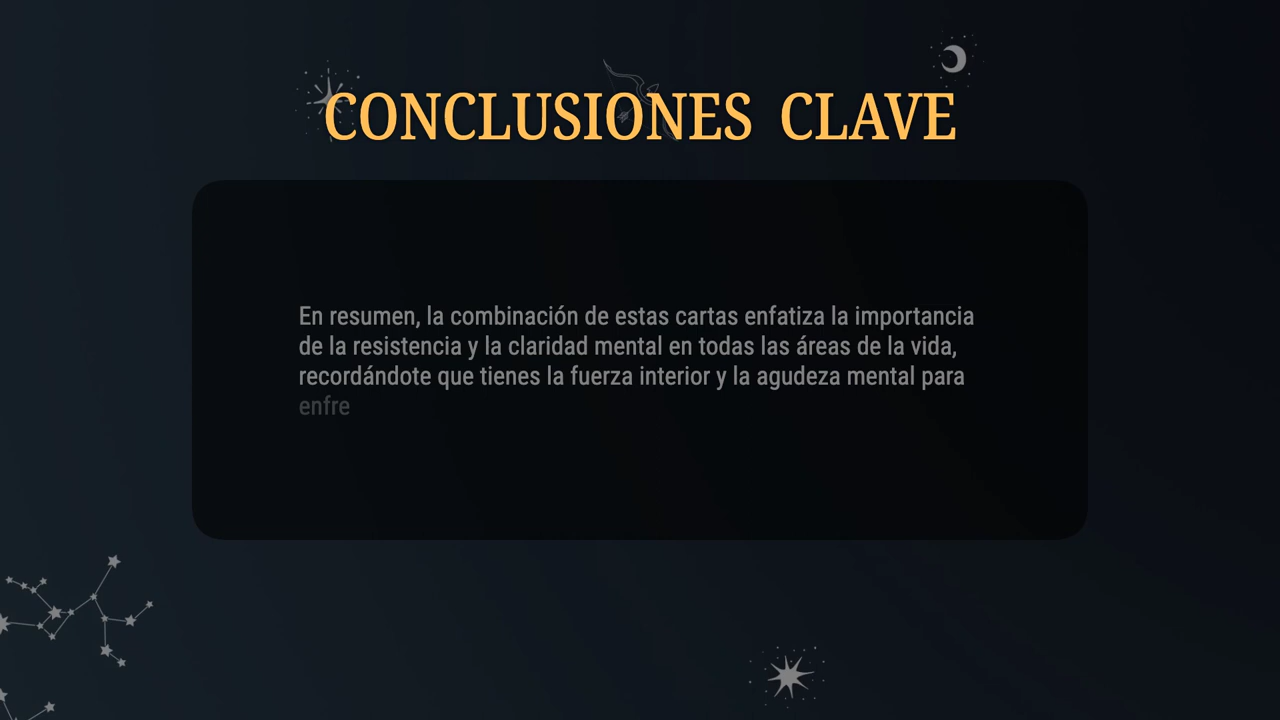 CONCLUSIONES CLAVE
En resumen, la combinación de estas cartas enfatiza la importancia
de la resistencia y la claridad mental en todas las áreas de la vida,
recordándote que tienes la fuerza interior y la agudeza mental para
enfre